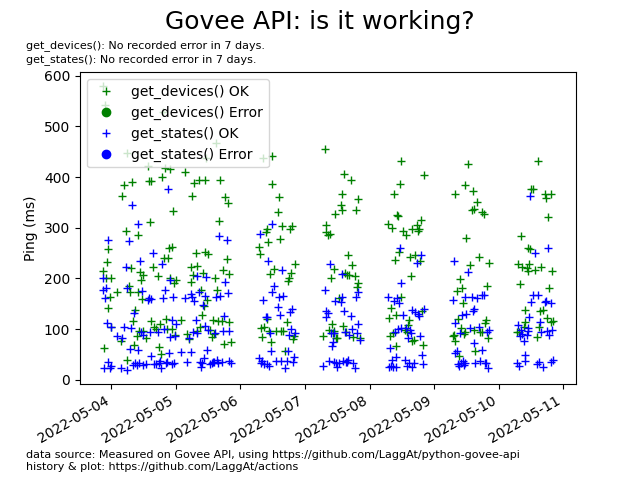 Govee API: is it working?
get_devices(): No recorded error in 7 days.
get_states(): No recorded error in 7 days.
600
500
400
300
200
100
0
Ping (ms)
get_devices() OK
get_devices() Error
get_states() OK
get_states() Error
2022-05-04
2022-05-05
2022-05-06
2022-05-07
2022-05-08
2022-05-09
2022-05-10
2022-05-11
data source: Measured on Govee API, using https://github.com/LaggAt/python-govee-api
history & plot: https://github.com/LaggAt/actions